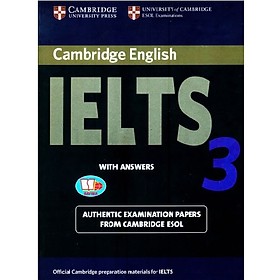 CAMBRIDGE
UNIVERSITY PRESS
UNIVERSITY of CAMBRIDGE
ESOL Examinations
Cambridge English
IELTS
3
WITH ANSWERS
AUTHENTIC EXAMINATION PAPERS
FROM CAMBRIDGE ESOL
Official Cambridge preparation materials for IELTS